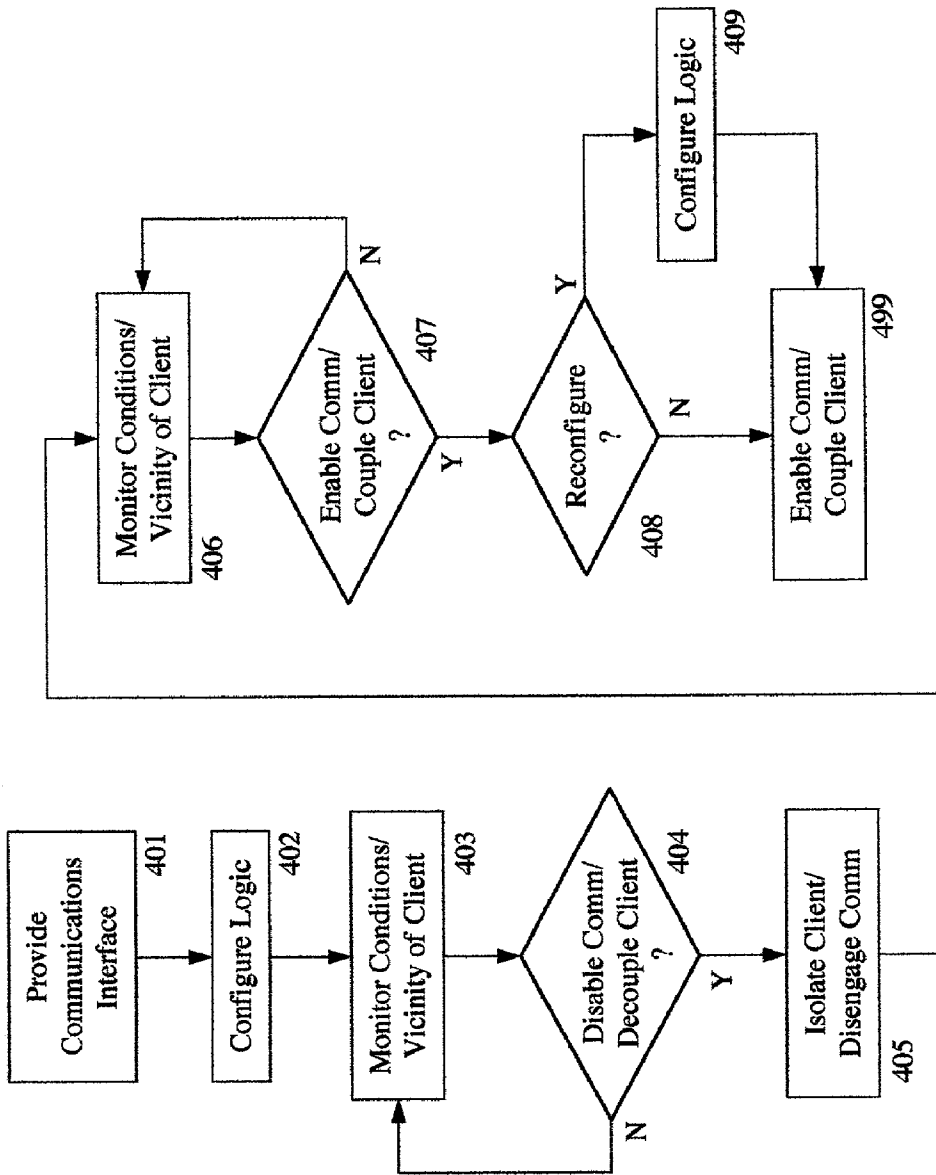 Provide
Communications
Interface
401
Configure Logic
402
Monitor Conditions/
Vicinity of Client
403
Disable Comm/
Decouple Client
?
404
N
Y
Isolate Client/
Disengage Comm
405
Monitor Conditions/
Vicinity of Client
406
Enable Comm/
Couple Client
?
407
N
Y
Reconfigure
?
408
Y
N
Configure Logic
409
Enable Comm/
Couple Client
499